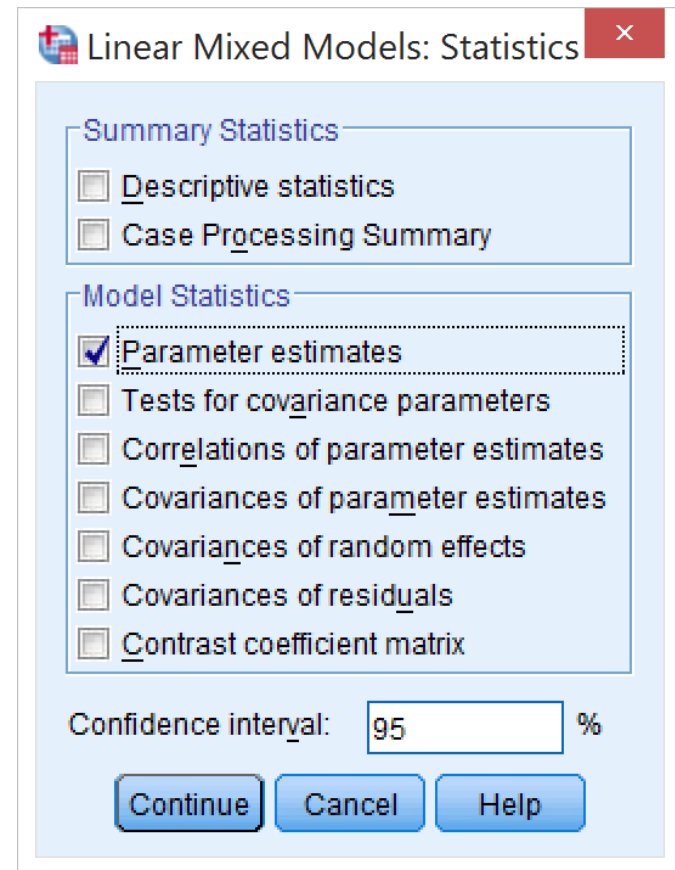 Linear Mixed Models: Statistics
Summary Statistics
Descriptive statistics
Case Processing Summary
Model Statistics
Parameter estimates
Tests for covariance parameters
Correlations of parameter estimates
Covariances of parameter estimates
Covariances of random effects
Covariances of residuals
Contrast coefficient matrix
Confidence interval: 95 %
Continue Cancel Help